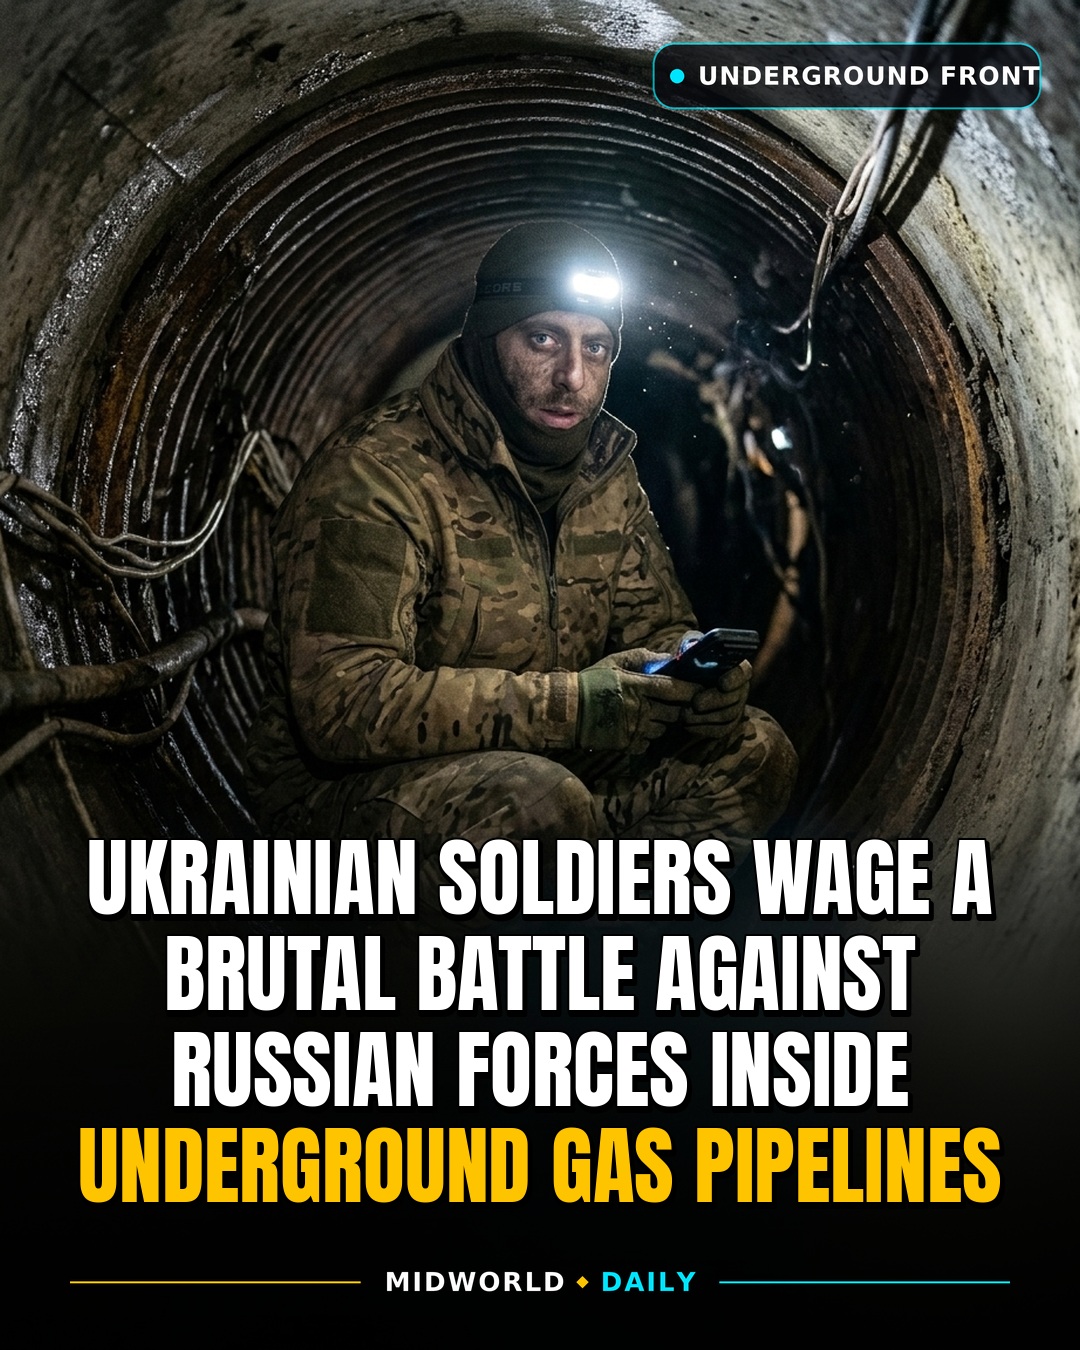 UNDERGROUND FRONT
UKRAINIAN SOLDIERS WAGE A
BRUTAL BATTLE AGAINST
RUSSIAN FORCES INSIDE
UNDERGROUND GAS PIPELINES
MIDWORLD DAILY